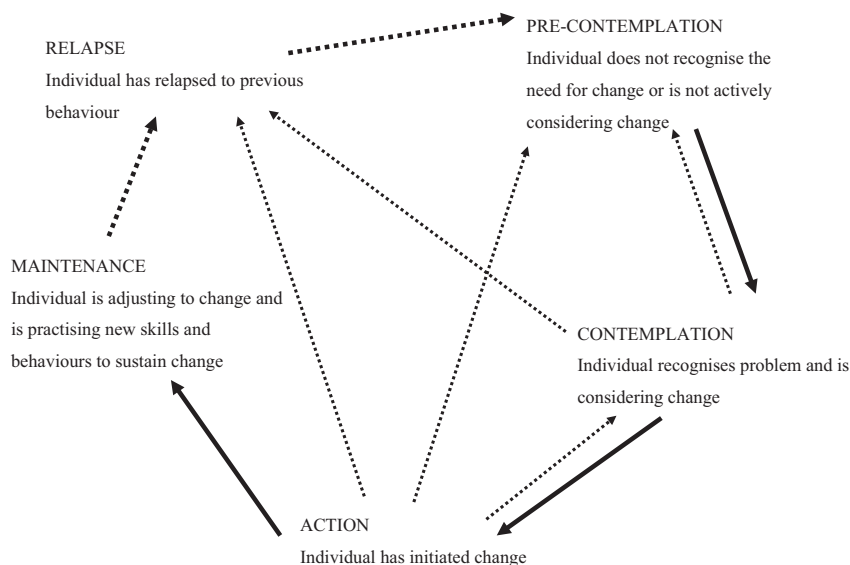 RELAPSE
Individual has relapsed to previous
behaviour
PRE-CONTEMPLATION
Individual does not recognise the
need for change or is not actively
considering change
MAINTENANCE
Individual is adjusting to change and
is practising new skills and
behaviours to sustain change
CONTEMPLATION
Individual recognises problem and is
considering change
ACTION
Individual has initiated change